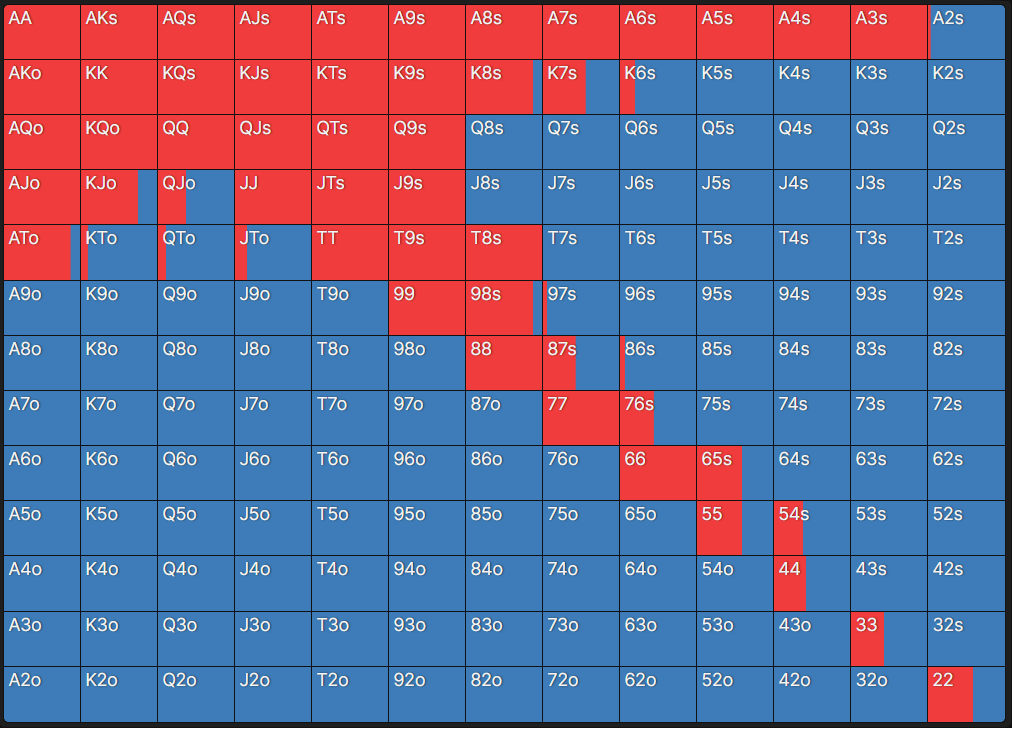 AA AKs AQs AJs ATs A9s A8s A7s A6s A5s A4s A3s A2s
AKo KK KQs KJs KTs K9s K8s K7s K6s K5s K4s K3s K2s
AQo KQo QQ QJs QTs Q9s Q8s Q7s Q6s Q5s Q4s Q3s Q2s
AJo KJo QJo JJ JTs J9s J8s J7s J6s J5s J4s J3s J2s
ATo KTo QTo JTo TT T9s T8s T7s T6s T5s T4s T3s T2s
A9o K9o Q9o J9o T9o 99 98s 97s 96s 95s 94s 93s 92s
A8o K8o Q8o J8o T8o 98o 88 87s 86s 85s 84s 83s 82s
A7o K7o Q7o J7o T7o 97o 87o 77 76s 75s 74s 73s 72s
A6o K6o Q6o J6o T6o 96o 86o 76o 66 65s 64s 63s 62s
A5o K5o Q5o J5o T5o 95o 85o 75o 65o 55 54s 53s 52s
A4o K4o Q4o J4o T4o 94o 84o 74o 64o 54o 44 43s 42s
A3o K3o Q3o J3o T3o 93o 83o 73o 63o 53o 43o 33 32s
A2o K2o Q2o J2o T2o 92o 82o 72o 62o 52o 42o 32o 22